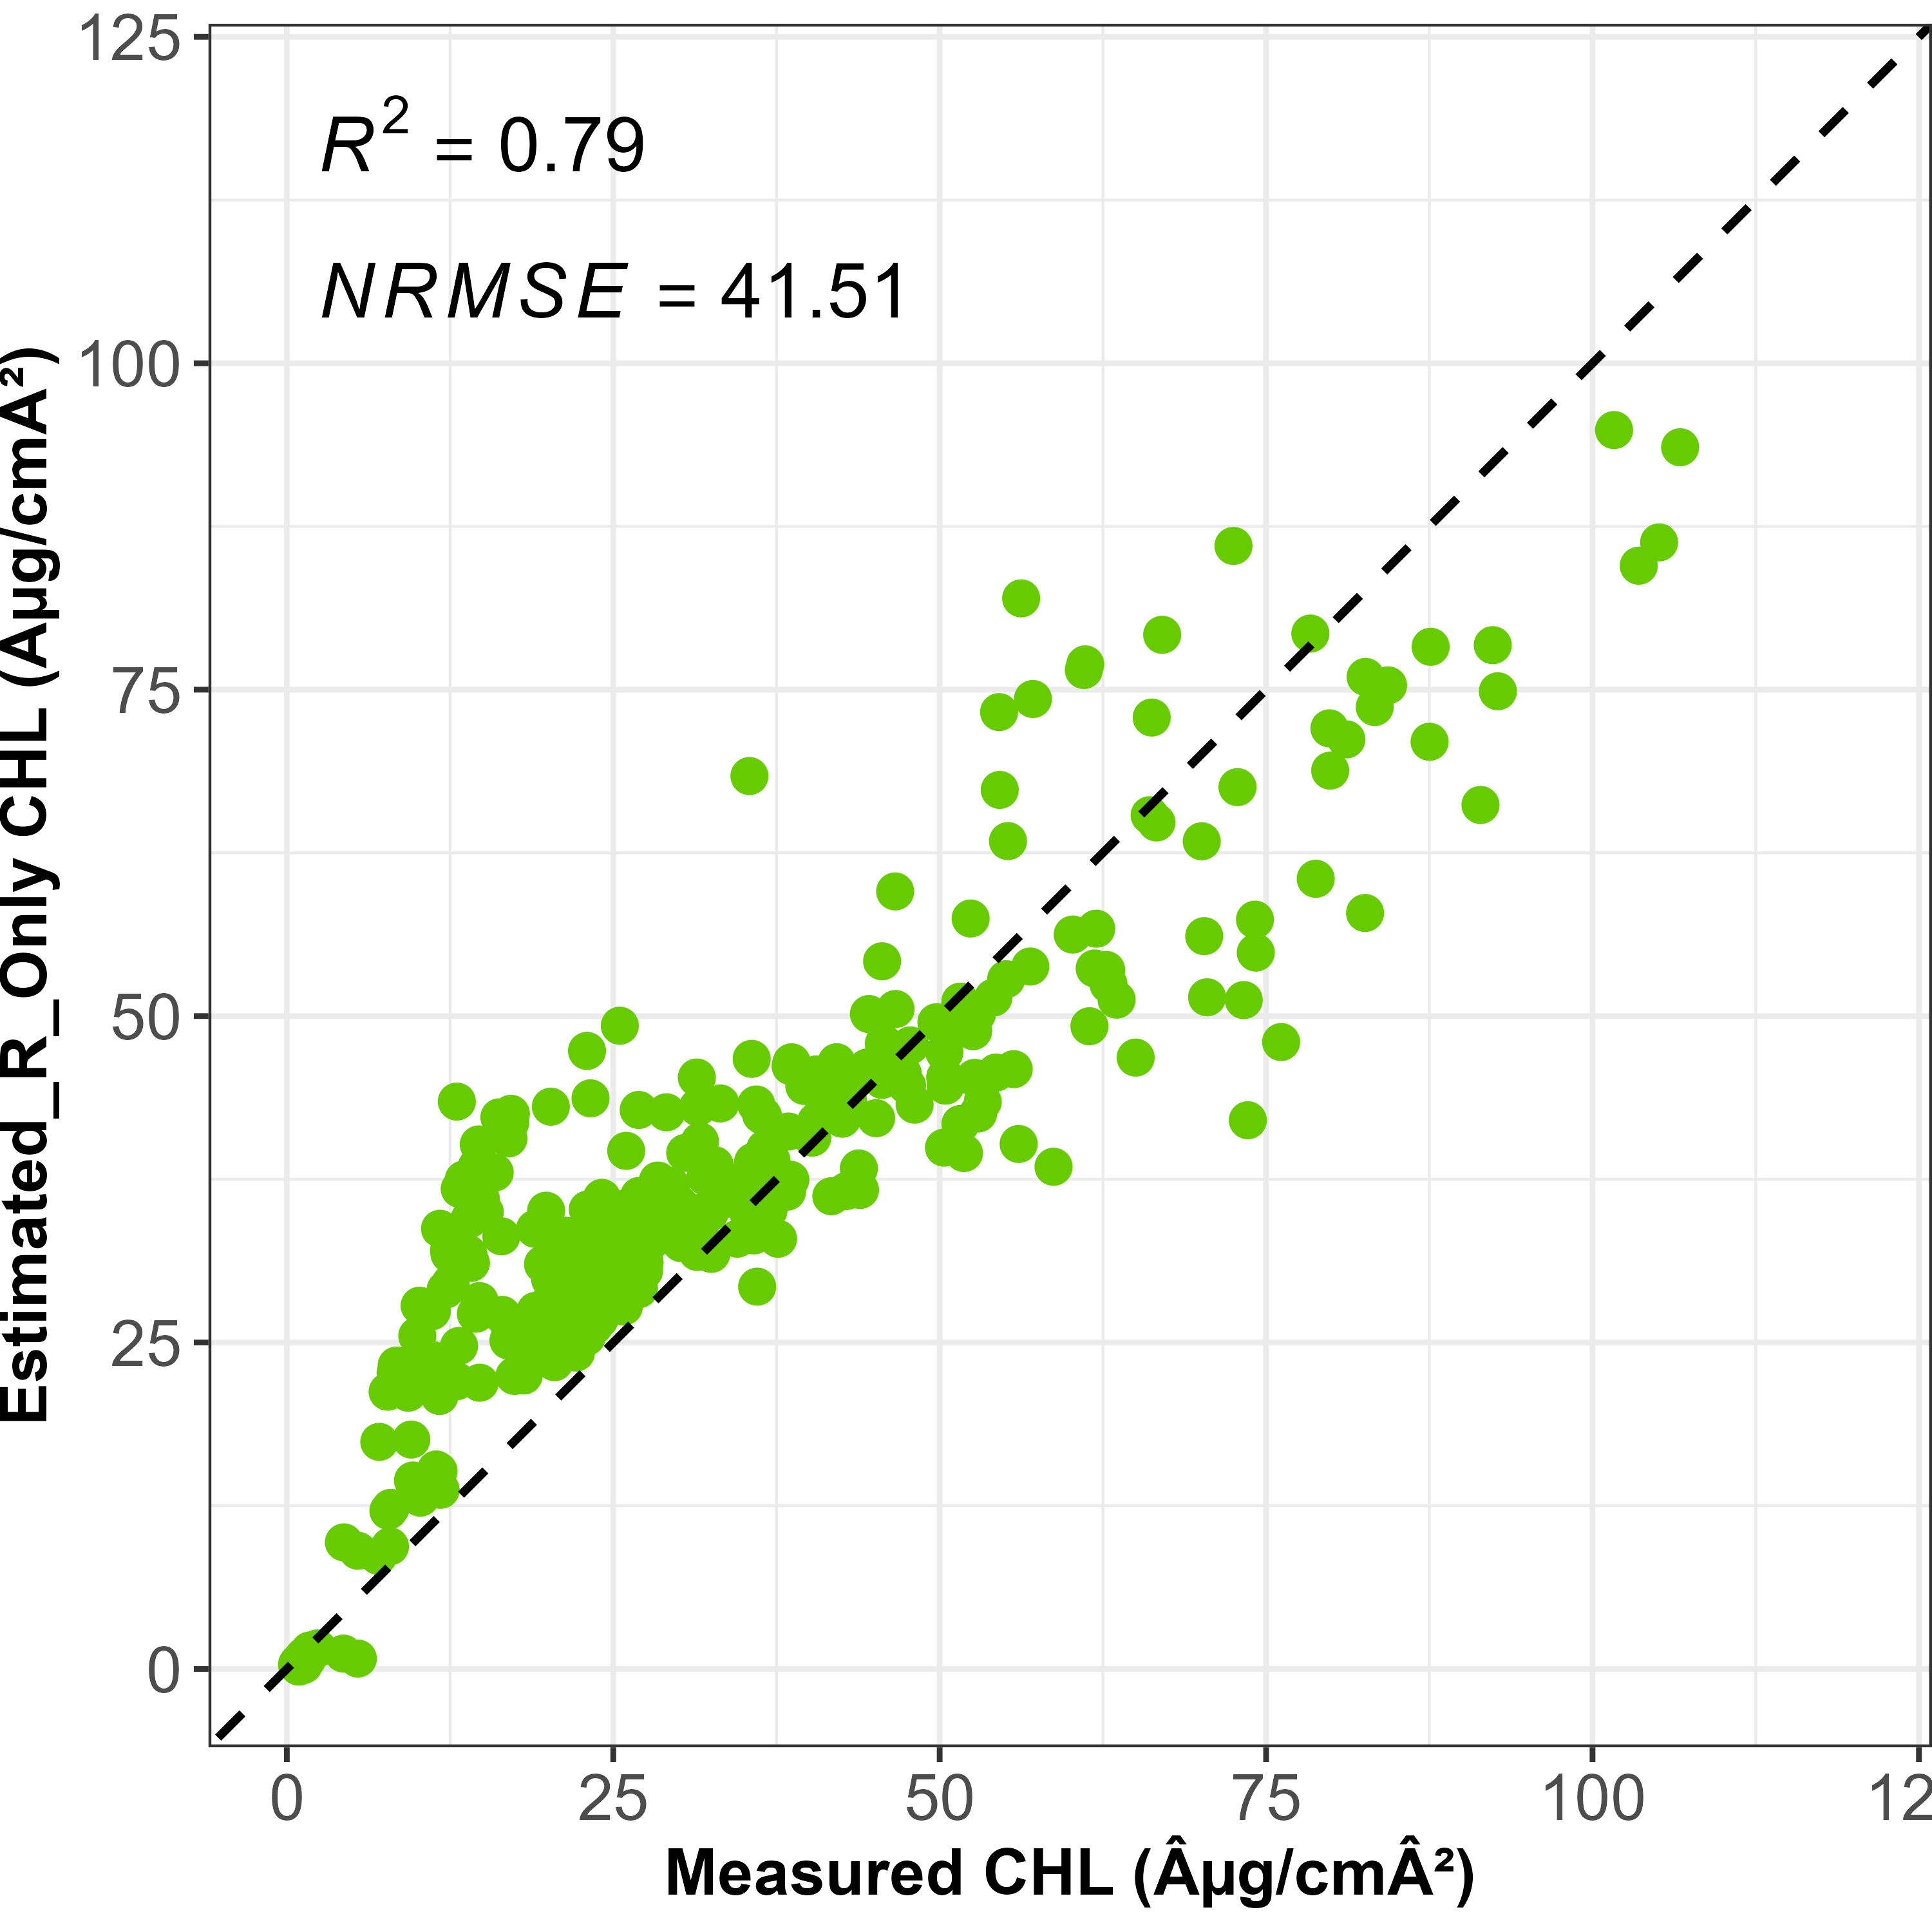 125
R² = 0.79
NRMSE = 41.51
100
75
50
25
0
Estimated_R_Only CHL (Âµg/cmÂ²)
0 25 50 75 100 12
Measured CHL (Âµg/cmÂ²)